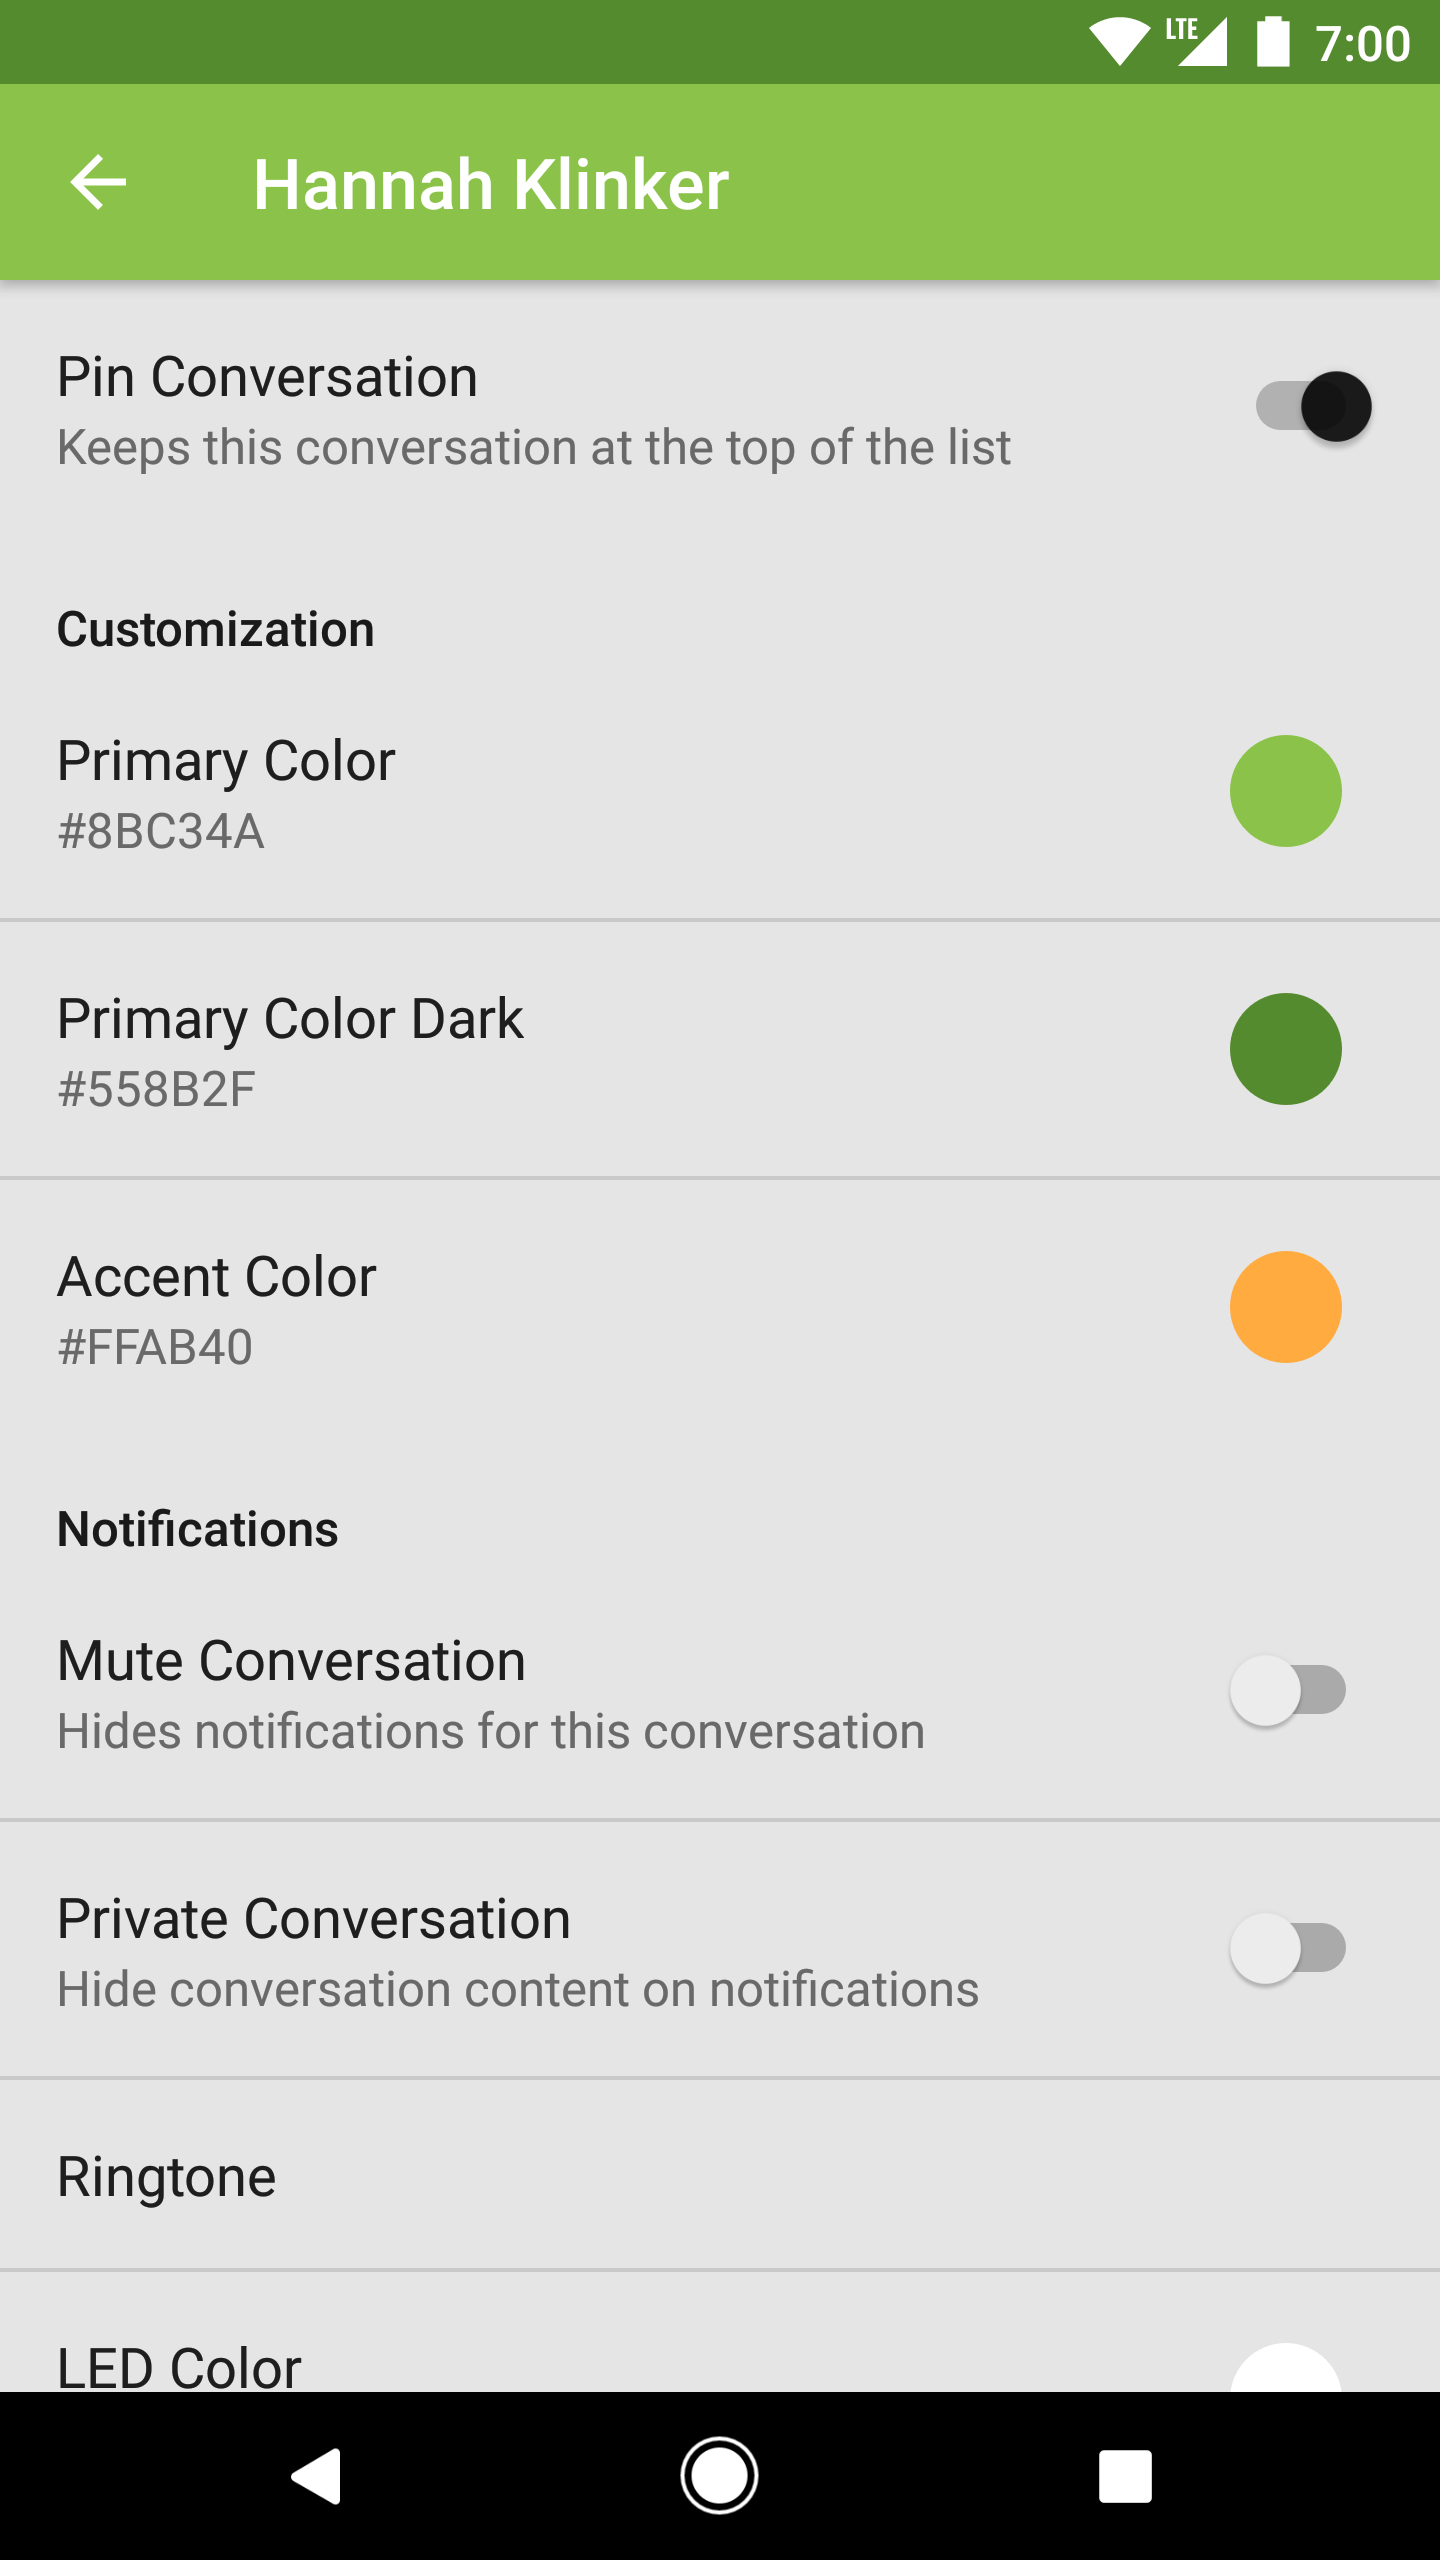 LTE 7:00
Hannah Klinker
Pin Conversation
Keeps this conversation at the top of the list
Customization
Primary Color
#8BC34A
Primary Color Dark
#558B2F
Accent Color
#FFAB40
Notifications
Mute Conversation
Hides notifications for this conversation
Private Conversation
Hide conversation content on notifications
Ringtone
LED Color